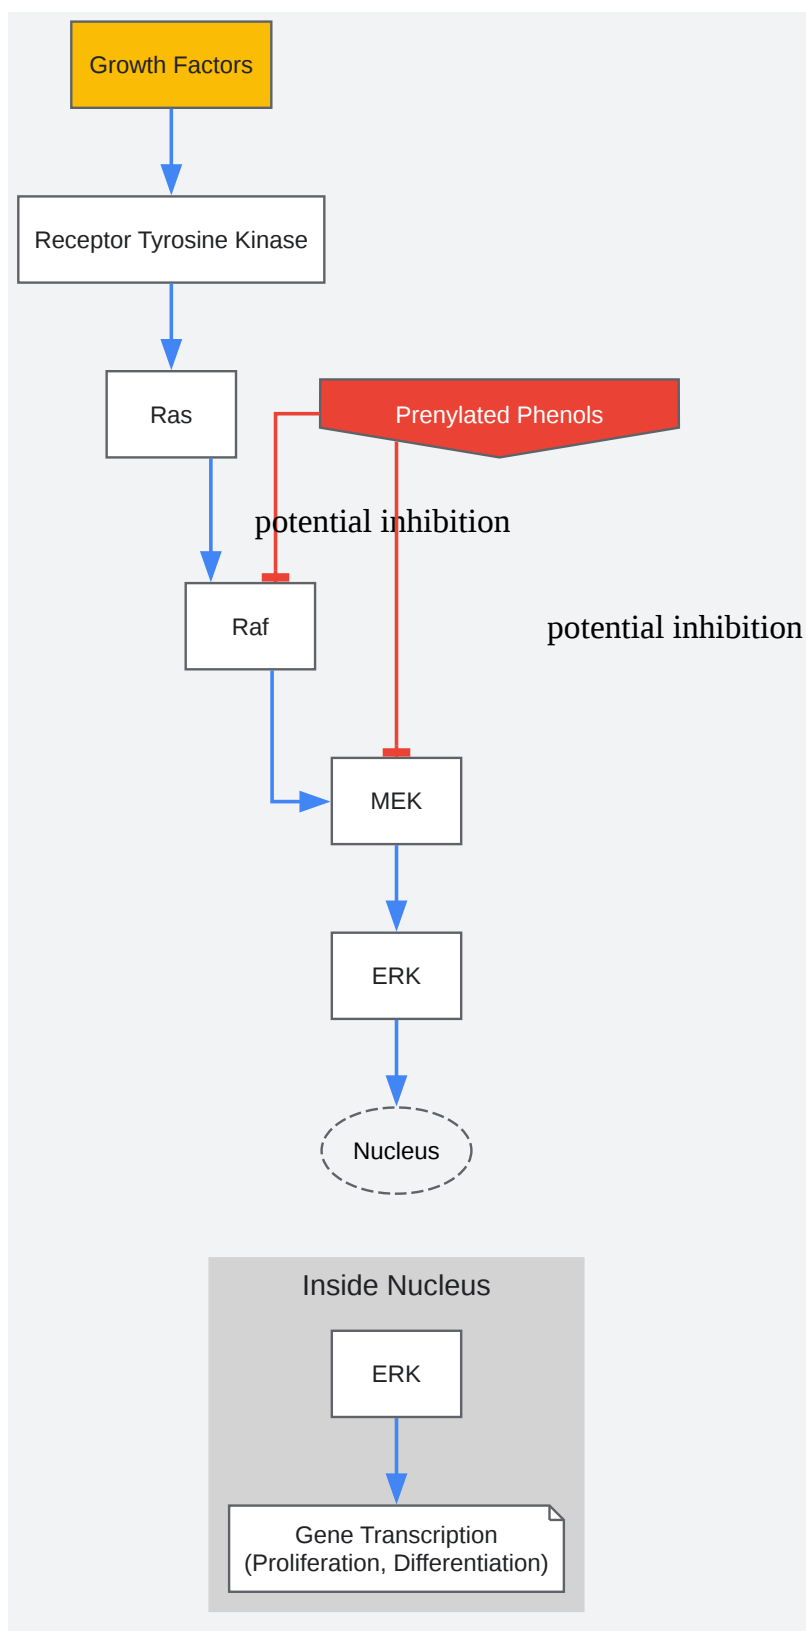 Growth Factors
Receptor Tyrosine Kinase
Ras
Prenylated Phenols
potential inhibition
Raf
potential inhibition
MEK
ERK
Nucleus
Inside Nucleus
ERK
Gene Transcription
(Proliferation, Differentiation)